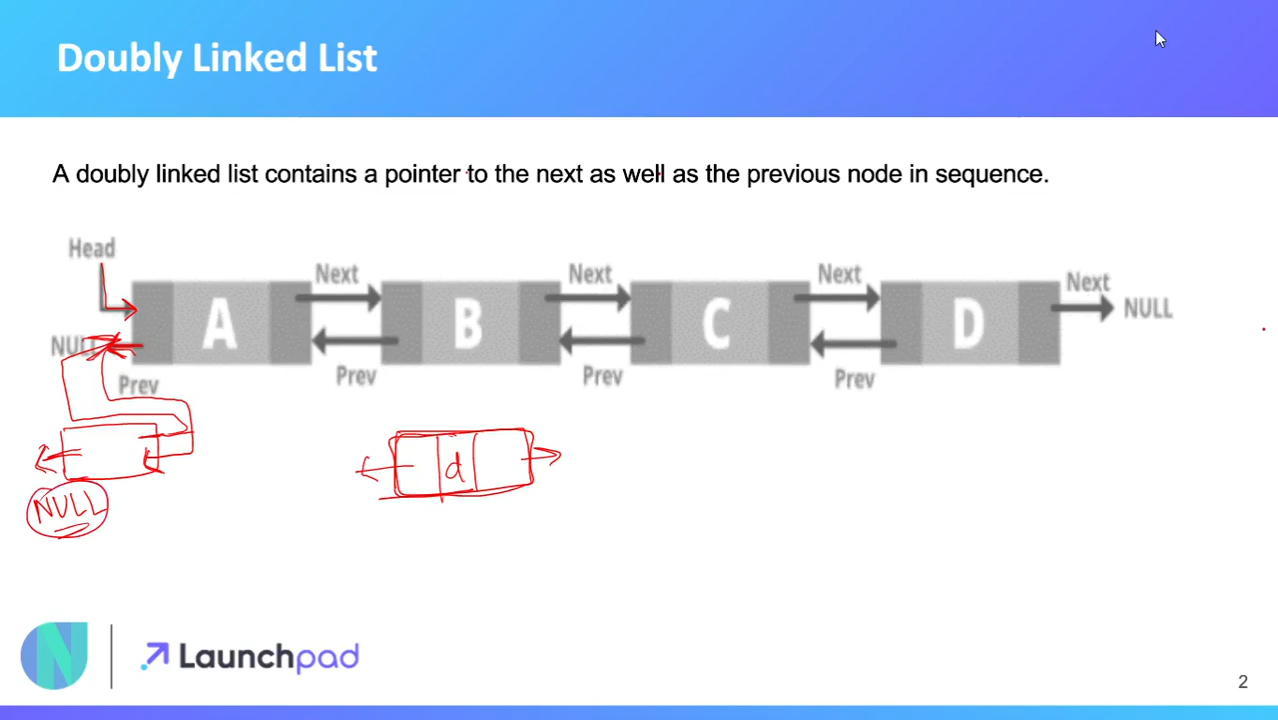 Doubly Linked List
A doubly linked list contains a pointer to the next as well as the previous node in sequence.
Head
Next Next Next Next
A B C D
NULL NULL
Prev Prev Prev Prev
d
NULL
N Launchpad
2